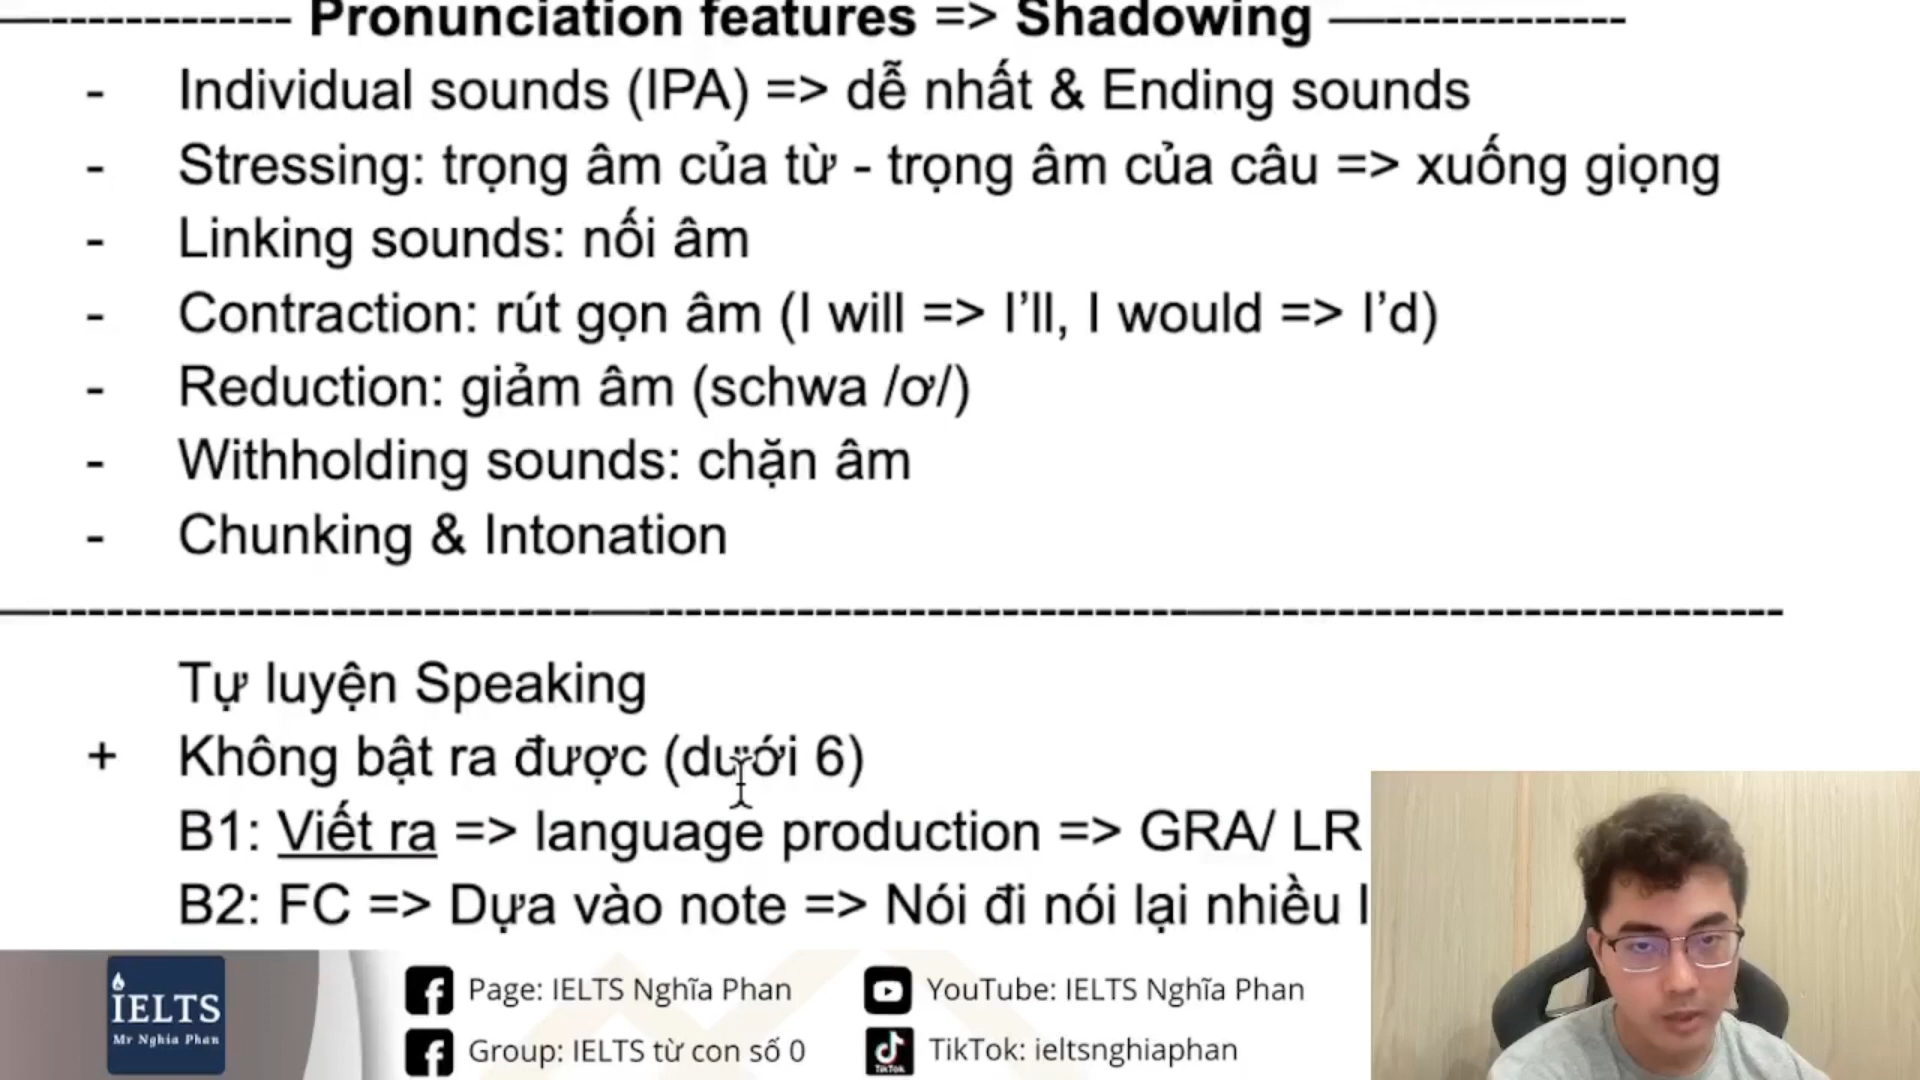 —------------- Pronunciation features => Shadowing —-------------
- Individual sounds (IPA) => dễ nhất & Ending sounds
- Stressing: trọng âm của từ - trọng âm của câu => xuống giọng
- Linking sounds: nối âm
- Contraction: rút gọn âm (I will => I’ll, I would => I’d)
- Reduction: giảm âm (schwa /ơ/)
- Withholding sounds: chặn âm
- Chunking & Intonation
Tự luyện Speaking
+ Không bật ra được (dưới 6)
B1: Viết ra => language production => GRA/ LR
B2: FC => Dựa vào note => Nói đi nói lại nhiều
IELTS
Mr Nghia Phan
Page: IELTS Nghĩa Phan
Group: IELTS từ con số 0
YouTube: IELTS Nghĩa Phan
TikTok
TikTok: ieltsnghiaphan